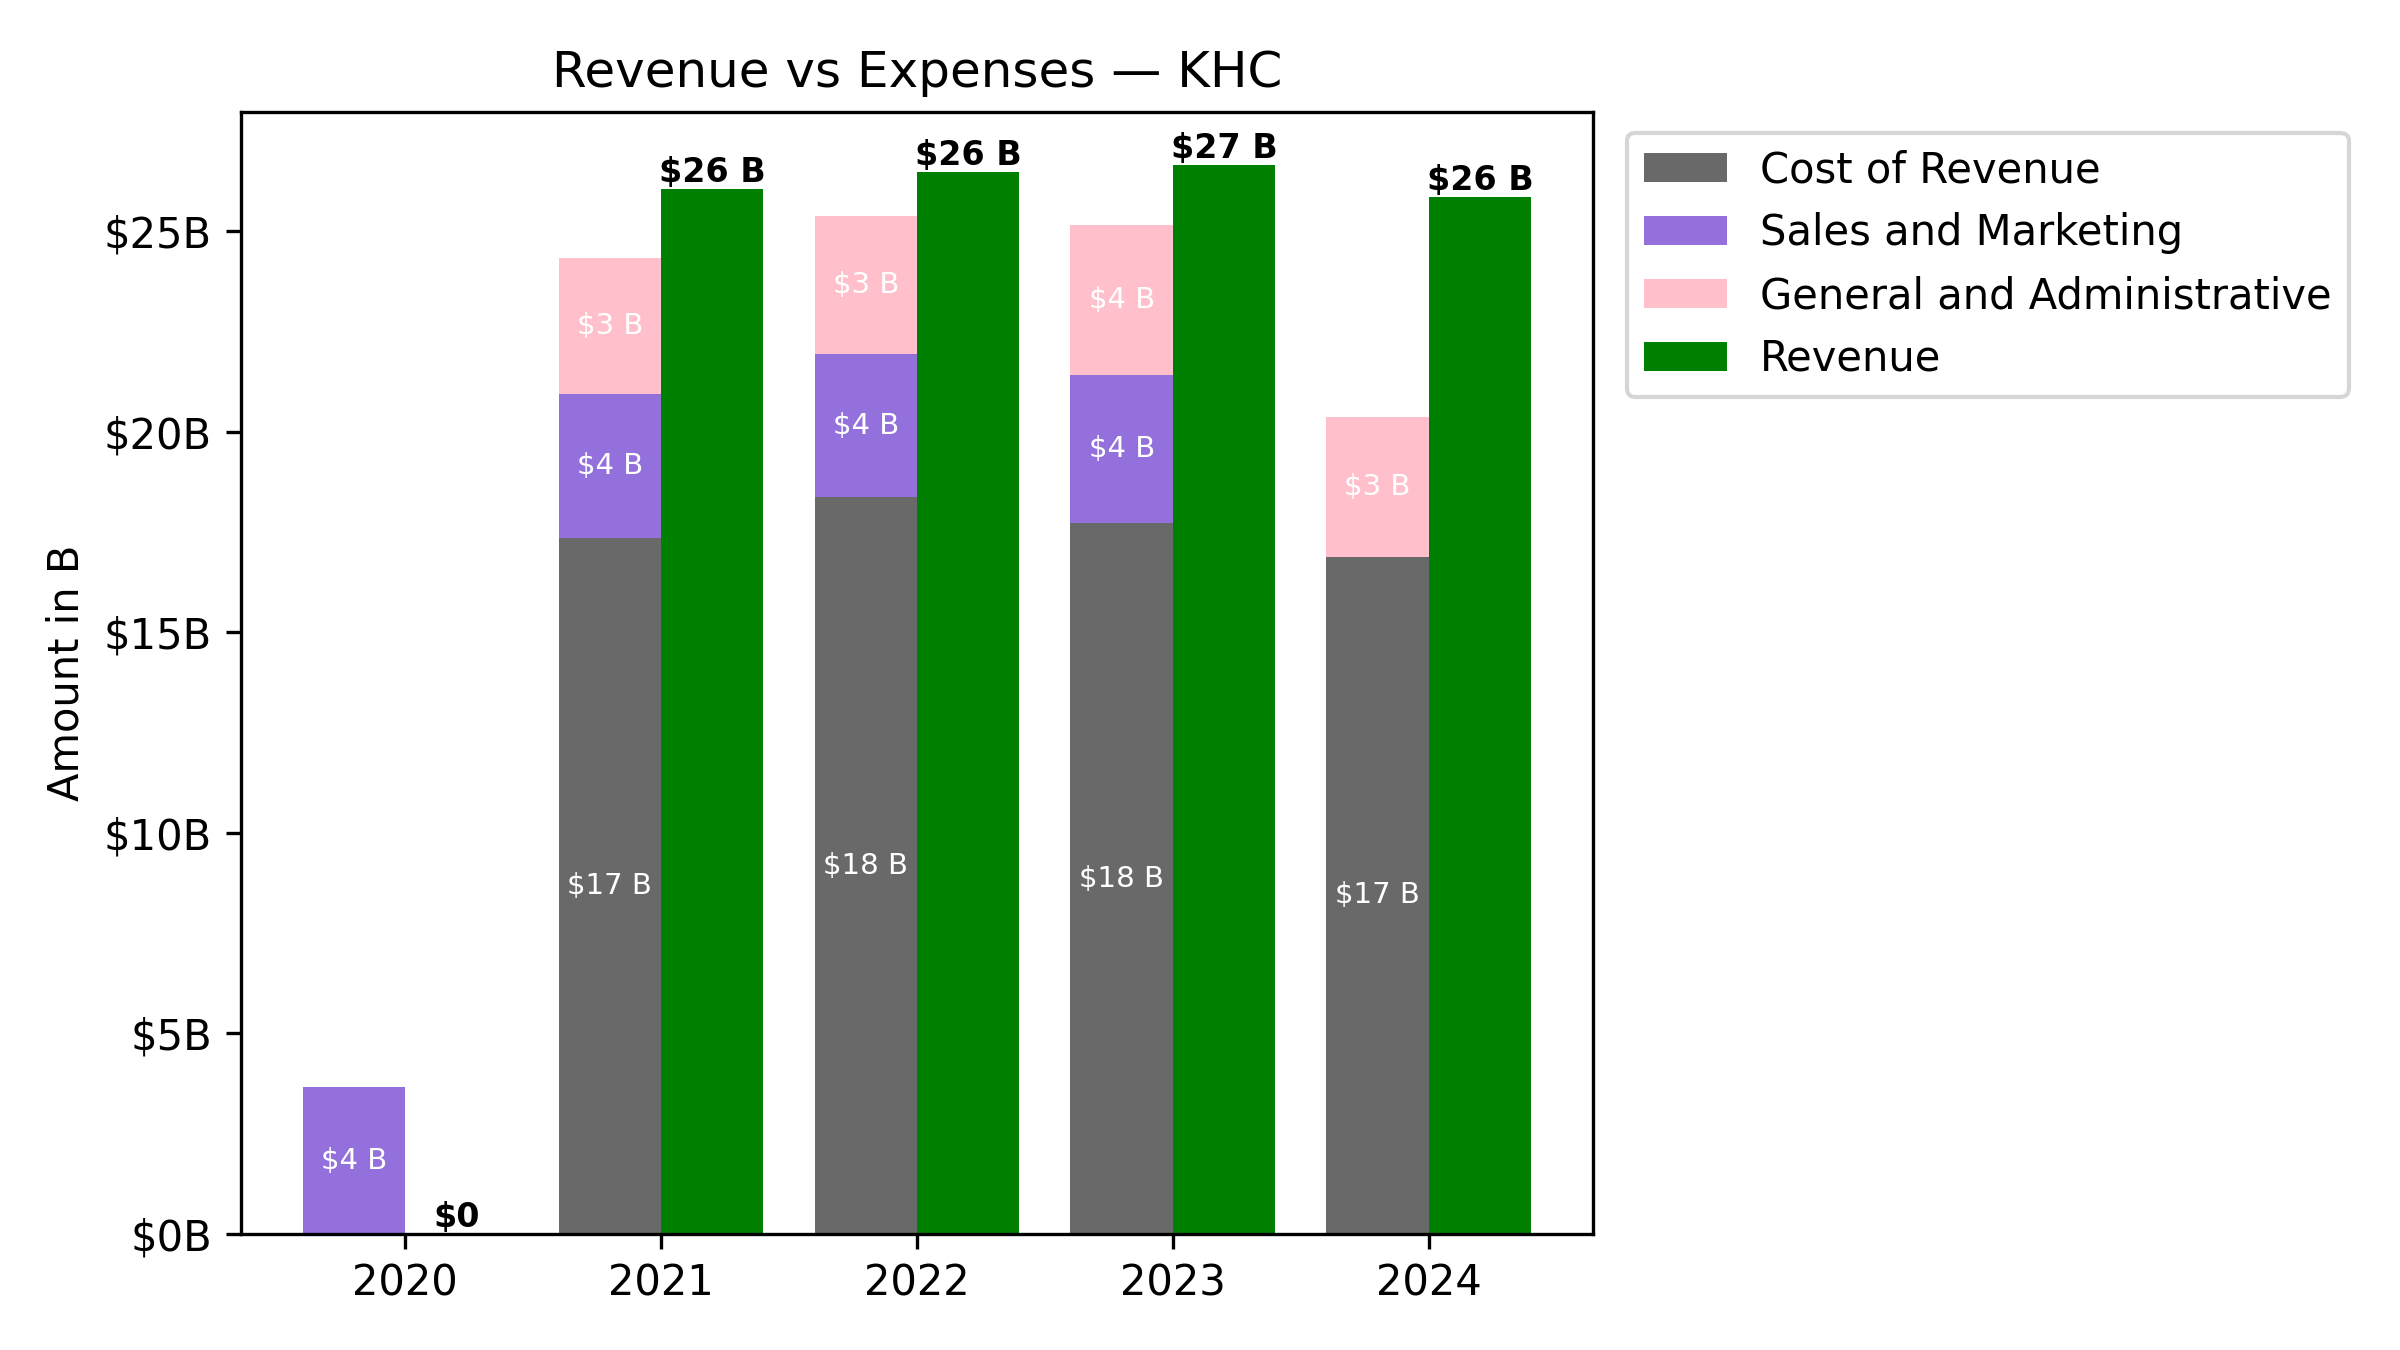 Revenue vs Expenses — KHC
Amount in B
$25B
$20B
$15B
$10B
$5B
$0B
$4 B
$0
$3 B
$4 B
$17 B
$26 B
$3 B
$4 B
$18 B
$26 B
$4 B
$4 B
$18 B
$27 B
$3 B
$17 B
$26 B
2020
2021
2022
2023
2024
Cost of Revenue
Sales and Marketing
General and Administrative
Revenue